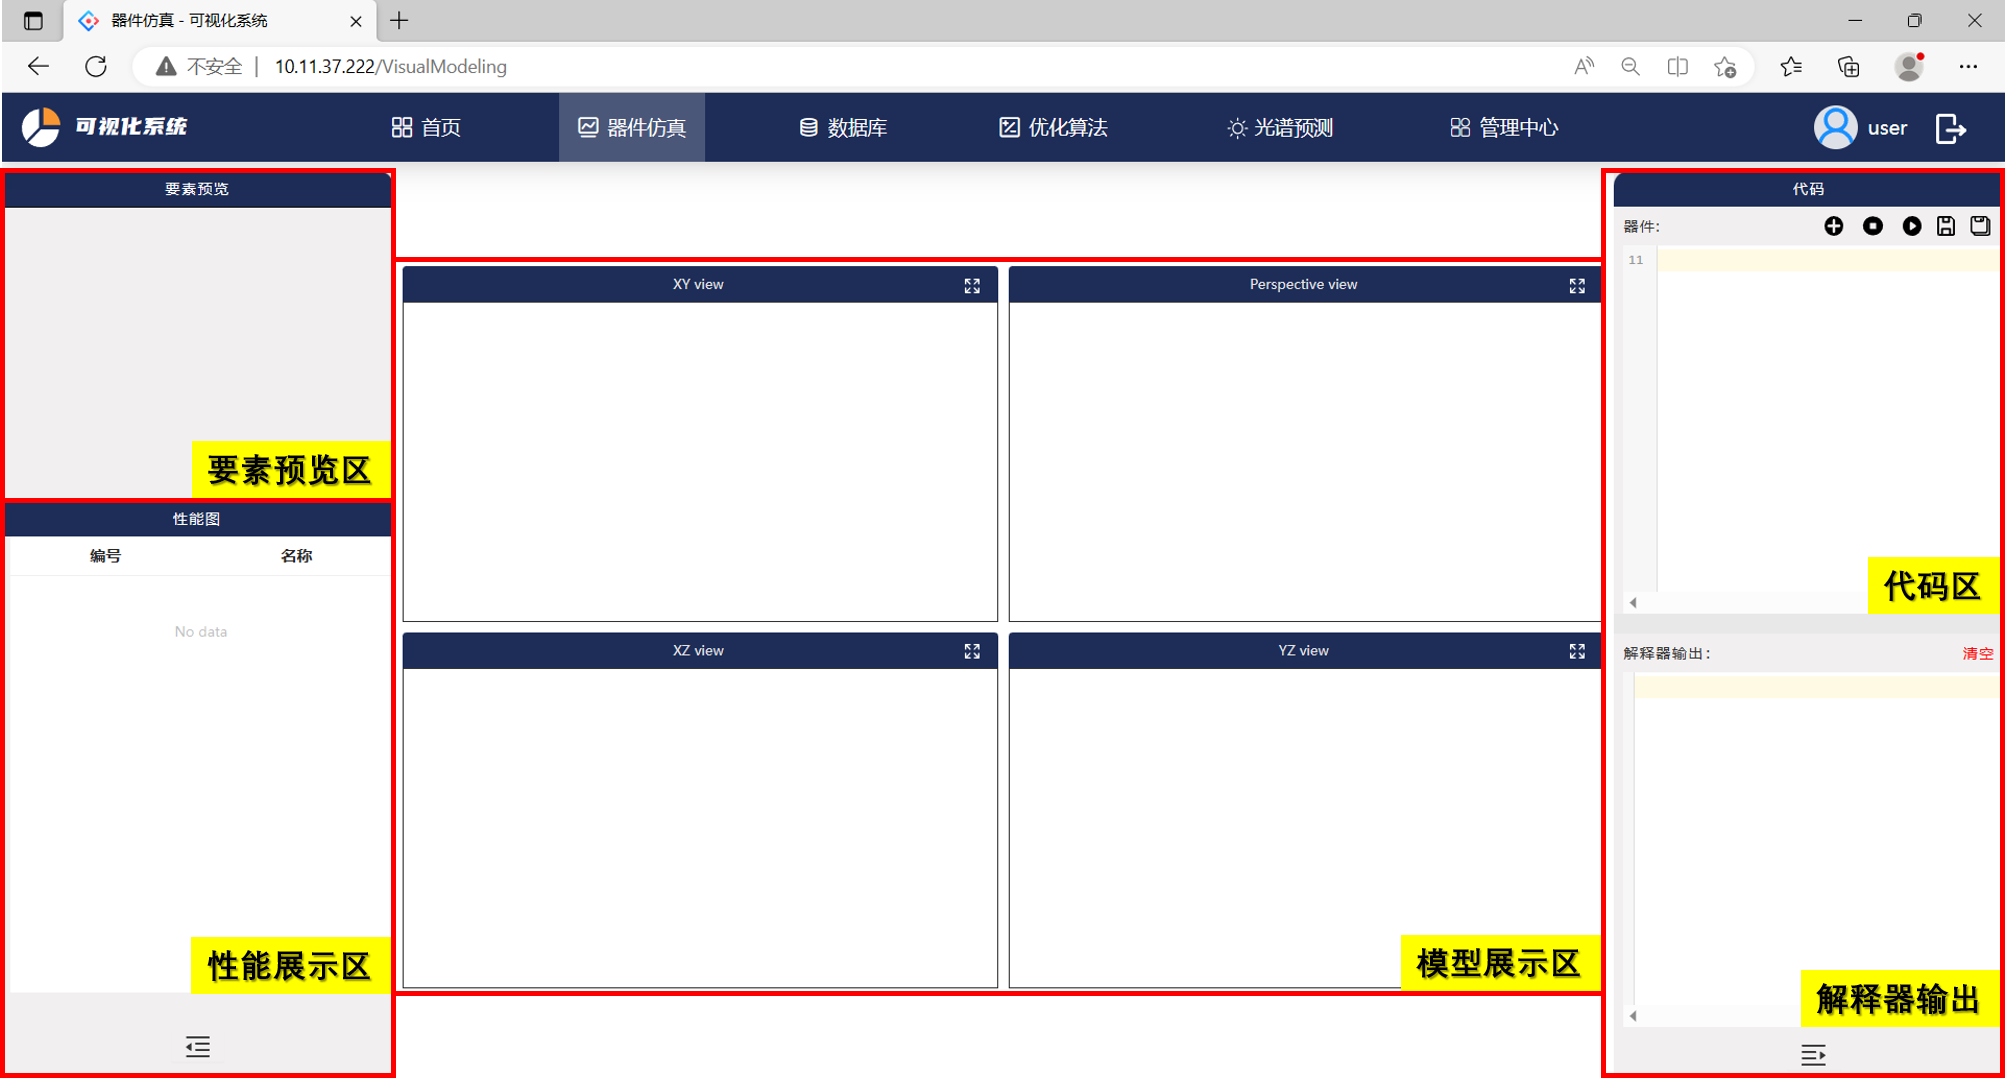 器件仿真 - 可视化系统
不安全 | 10.11.37.222/VisualModeling
可视化系统
首页
器件仿真
数据库
优化算法
光谱预测
管理中心
user
要素预览
要素预览区
性能图
编号 名称
No data
性能展示区
XY view
Perspective view
XZ view
YZ view
模型展示区
代码
器件:
11
代码区
解释器输出:
清空
解释器输出